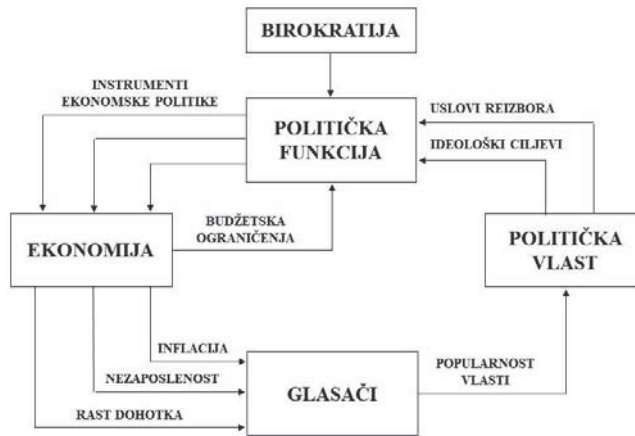 BIROKRATIJA
INSTRUMENTI
EKONOMSKE POLITIKE
POLITIČKA
FUNKCIJA
USLOVI REIZBORA
IDEOLOŠKI CILJEVI
BUDŽETSKA
OGRANIČENJA
EKONOMIJA
POLITIČKA
VLAST
INFLACIJA
NEZAPOSLENOST
RAST DOHOTKA
GLASAČI
POPULARNOST
VLASTI